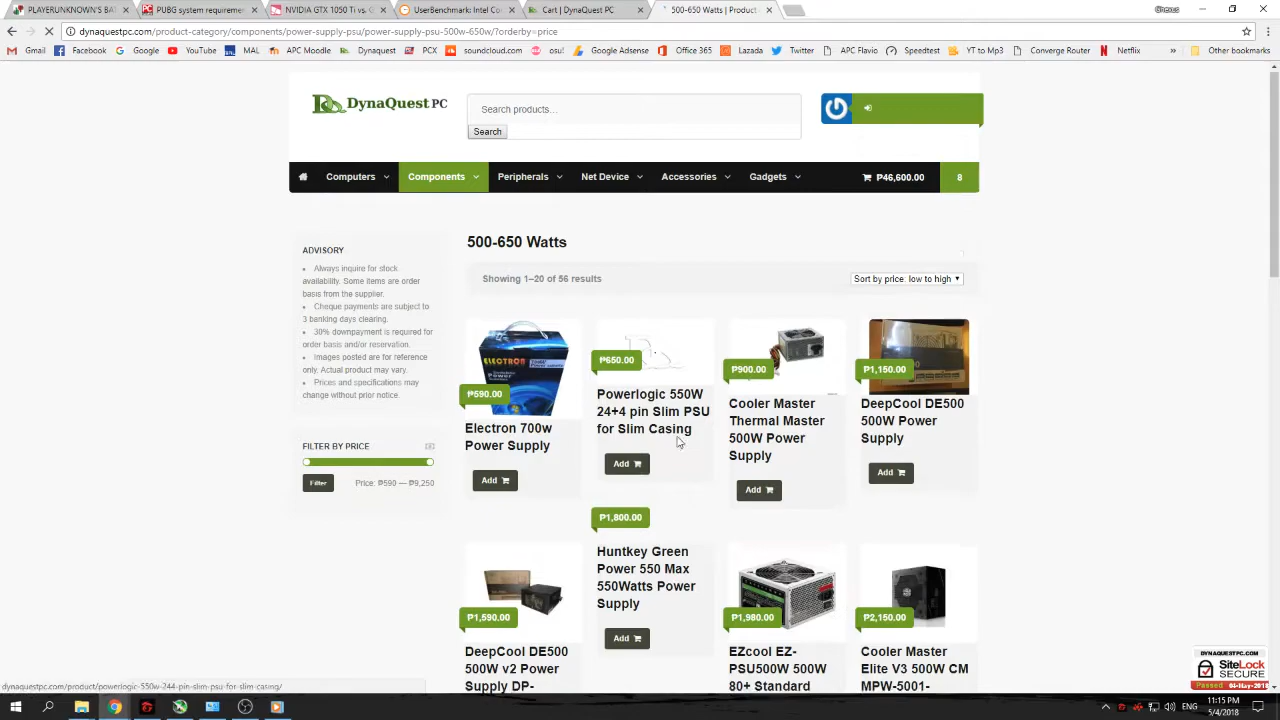 PLAYERUNKNOWN'S BATTL
PUBG system requireme
NVIDIA GTX 1050 Ti vs. G
UserBenchmark: Intel Co
Cart | DynaQuest PC
500-650 Watts | Product
dynaquestpc.com/product-category/components/power-supply-psu/power-supply-psu-500w-650w/?orderby=price
Gmail
Facebook
Google
YouTube
MAL
APC Moodle
Dynaquest
PCX
soundcloud.com
osu!
Google Adsense
Office 365
Lazada
Twitter
APC Flavio
Speedtest
YT to Mp3
Converge Router
Netflix
Other bookmarks
DynaQuest PC
Search products…
Search
Computers
Components
Peripherals
Net Device
Accessories
Gadgets
₱46,600.00
8
ADVISORY
• Always inquire for stock
availability. Some items are order
basis from the supplier.
• Cheque payments are subject to
3 banking days clearing.
• 30% downpayment is required for
order basis and/or reservation.
• Images posted are for reference
only. Actual product may vary.
• Prices and specifications may
change without prior notice.
FILTER BY PRICE
Filter
Price: ₱590 — ₱9,250
500-650 Watts
Showing 1–20 of 56 results
Sort by price: low to high
ELECTRON
₱590.00
Electron 700w
Power Supply
Add
₱650.00
Powerlogic 550W
24+4 pin Slim PSU
for Slim Casing
Add
₱900.00
Cooler Master
Thermal Master
500W Power
Supply
Add
₱1,150.00
DeepCool DE500
500W Power
Supply
Add
₱1,590.00
DeepCool DE500
500W v2 Power
Supply DP-
₱1,800.00
Huntkey Green
Power 550 Max
550Watts Power
Supply
Add
₱1,980.00
EZcool EZ-
PSU500W 500W
80+ Standard
₱2,150.00
Cooler Master
Elite V3 500W CM
MPW-5001-
DYNAQUESTPC.COM
SiteLock
SECURE
Passed 04-May-2018
dynaquestpc.com/product/powerlogic-550w-244-pin-slim-psu-for-slim-casing/
ENG
11:15 PM
5/4/2018